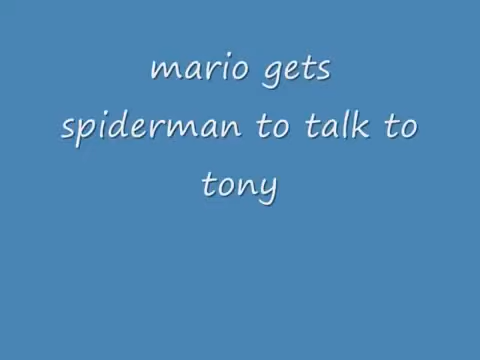 mario gets
spiderman to talk to
tony